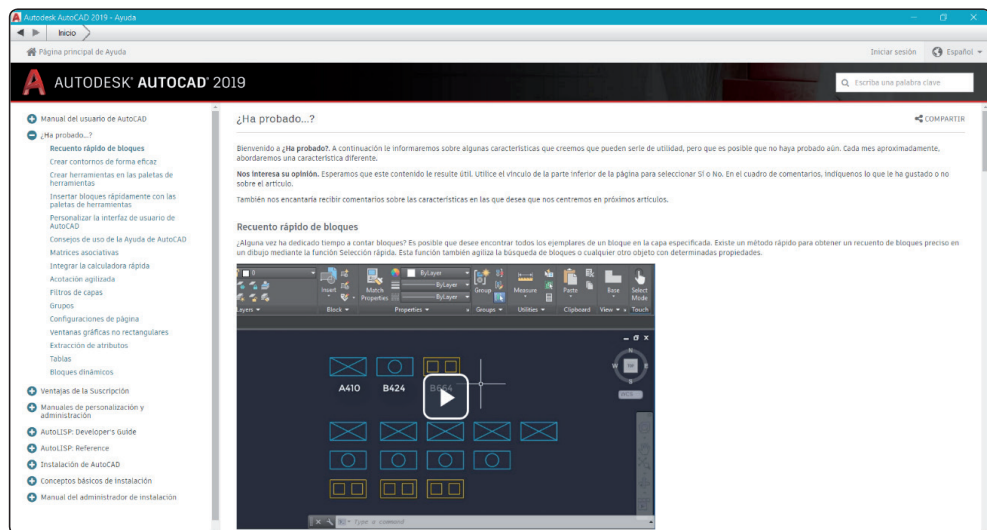 Autodesk AutoCAD 2019 - Ayuda
Inicio
Página principal de Ayuda
Iniciar sesión
Español
AUTODESK® AUTOCAD® 2019
Escriba una palabra clave
Manual del usuario de AutoCAD
¿Ha probado...?
Recuento rápido de bloques
Crear contornos de forma eficaz
Crear herramientas en las paletas de
herramientas
Insertar bloques rápidamente con las
paletas de herramientas
Personalizar la interfaz de usuario de
AutoCAD
Consejos de uso de la Ayuda de AutoCAD
Matrices asociativas
Integrar la calculadora rápida
Acotación agilizada
Filtros de capas
Grupos
Configuraciones de página
Ventanas gráficas no rectangulares
Extracción de atributos
Tablas
Bloques dinámicos
Ventajas de la Suscripción
Manuales de personalización y
administración
AutoLISP: Developer's Guide
AutoLISP: Reference
Instalación de AutoCAD
Conceptos básicos de instalación
Manual del administrador de instalación
¿Ha probado...?
COMPARTIR
Bienvenido a ¿Ha probado?. A continuación le informaremos sobre algunas características que creemos que pueden serle de utilidad, pero que es posible que no haya probado aún. Cada mes aproximadamente,
abordaremos una característica diferente.
Nos interesa su opinión. Esperamos que este contenido le resulte útil. Utilice el vínculo de la parte inferior de la página para seleccionar Sí o No. En el cuadro de comentarios, indíquenos lo que le ha gustado o no
sobre el artículo.
También nos encantaría recibir comentarios sobre las características en las que desea que nos centremos en próximos artículos.
Recuento rápido de bloques
¿Alguna vez ha dedicado tiempo a contar bloques? Es posible que desee encontrar todos los ejemplares de un bloque en la capa especificada. Existe un método rápido para obtener un recuento de bloques preciso en
un dibujo mediante la función Selección rápida. Esta función también agiliza la búsqueda de bloques o cualquier otro objeto con determinadas propiedades.
0
Insert
Match
Properties
ByLayer
ByLayer
ByLayer
Group
Measure
Paste
Base
Select
Mode
Layers
Block
Properties
Groups
Utilities
Clipboard
View
Touch
N
W
E
TOP
S
WCS
A410 B424 B664
Type a command